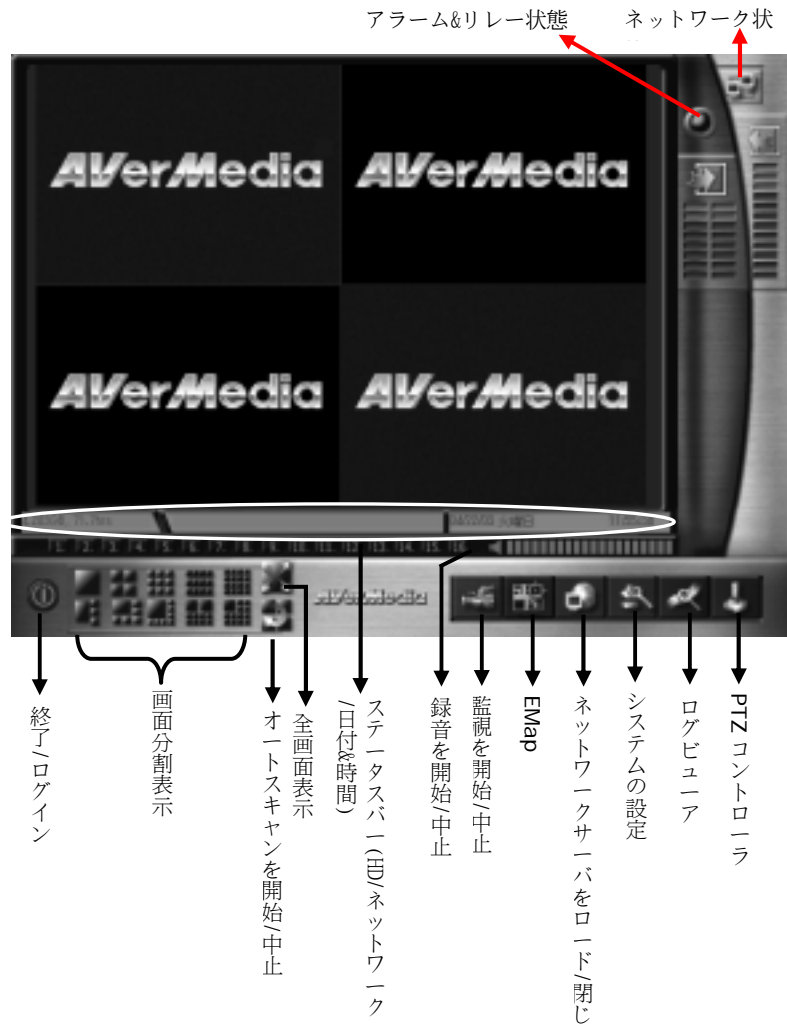 アラーム&リレー状態
ネットワーク状
AVerMedia
AVerMedia
AVerMedia
AVerMedia
火曜日
AVerMedia
終了/ログイン
画面分割表示
オートスキャンを開始/中止
全画面表示
ステータスバー(HD/ネットワーク
/日付&時間)
録音を開始/中止
監視を開始/中止
EMap
ネットワークサーバをロード/閉じ
システムの設定
ログビューア
PTZ コントローラ